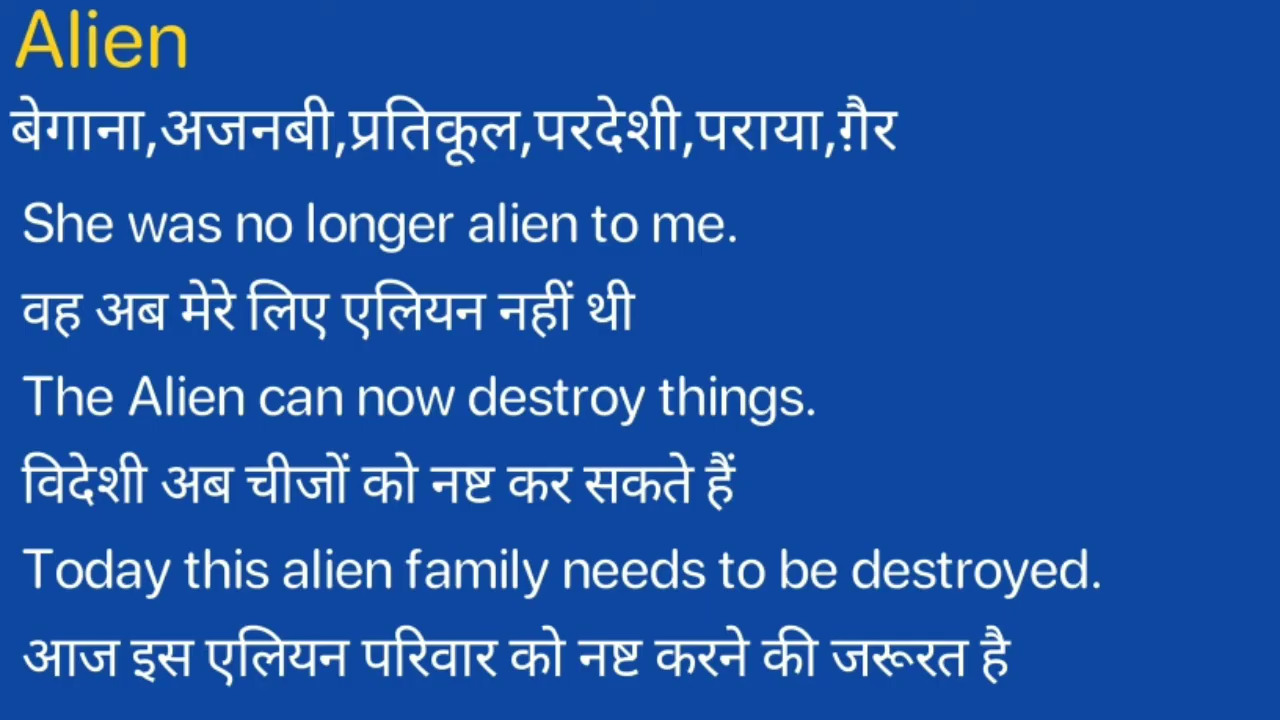 Alien
बेगाना,अजनबी,प्रतिकूल,परदेशी,पराया,ग़ैर
She was no longer alien to me.
वह अब मेरे लिए एलियन नहीं थी
The Alien can now destroy things.
विदेशी अब चीजों को नष्ट कर सकते हैं
Today this alien family needs to be destroyed.
आज इस एलियन परिवार को नष्ट करने की जरूरत है